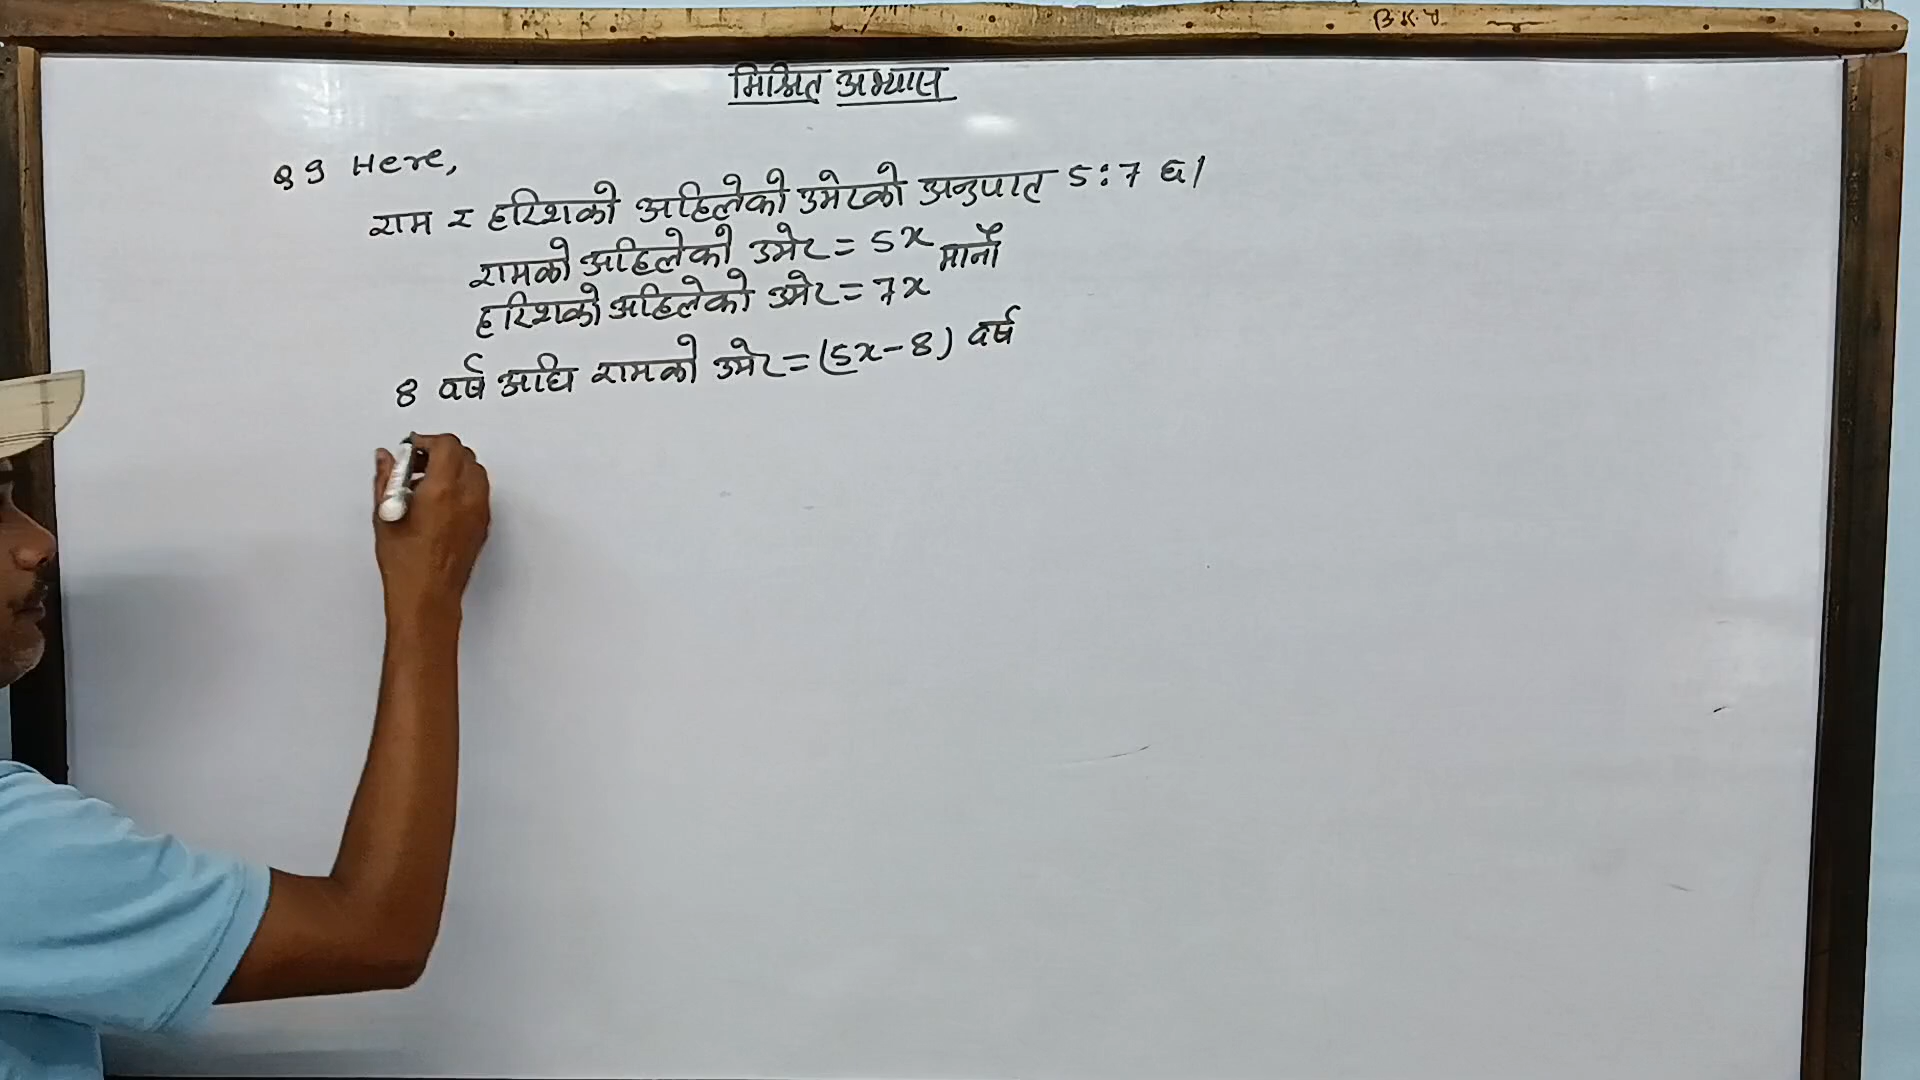 B.K.V
मिश्रित अभ्यास
Q9 Here,
राम र हरिशको अहिलेको उमेरको अनुपात 5:7 छ।
रामको अहिलेको उमेर = 5x
मानौं
हरिशको अहिलेको उमेर = 7x
8 वर्ष अघि रामको उमेर = (5x-8) वर्ष